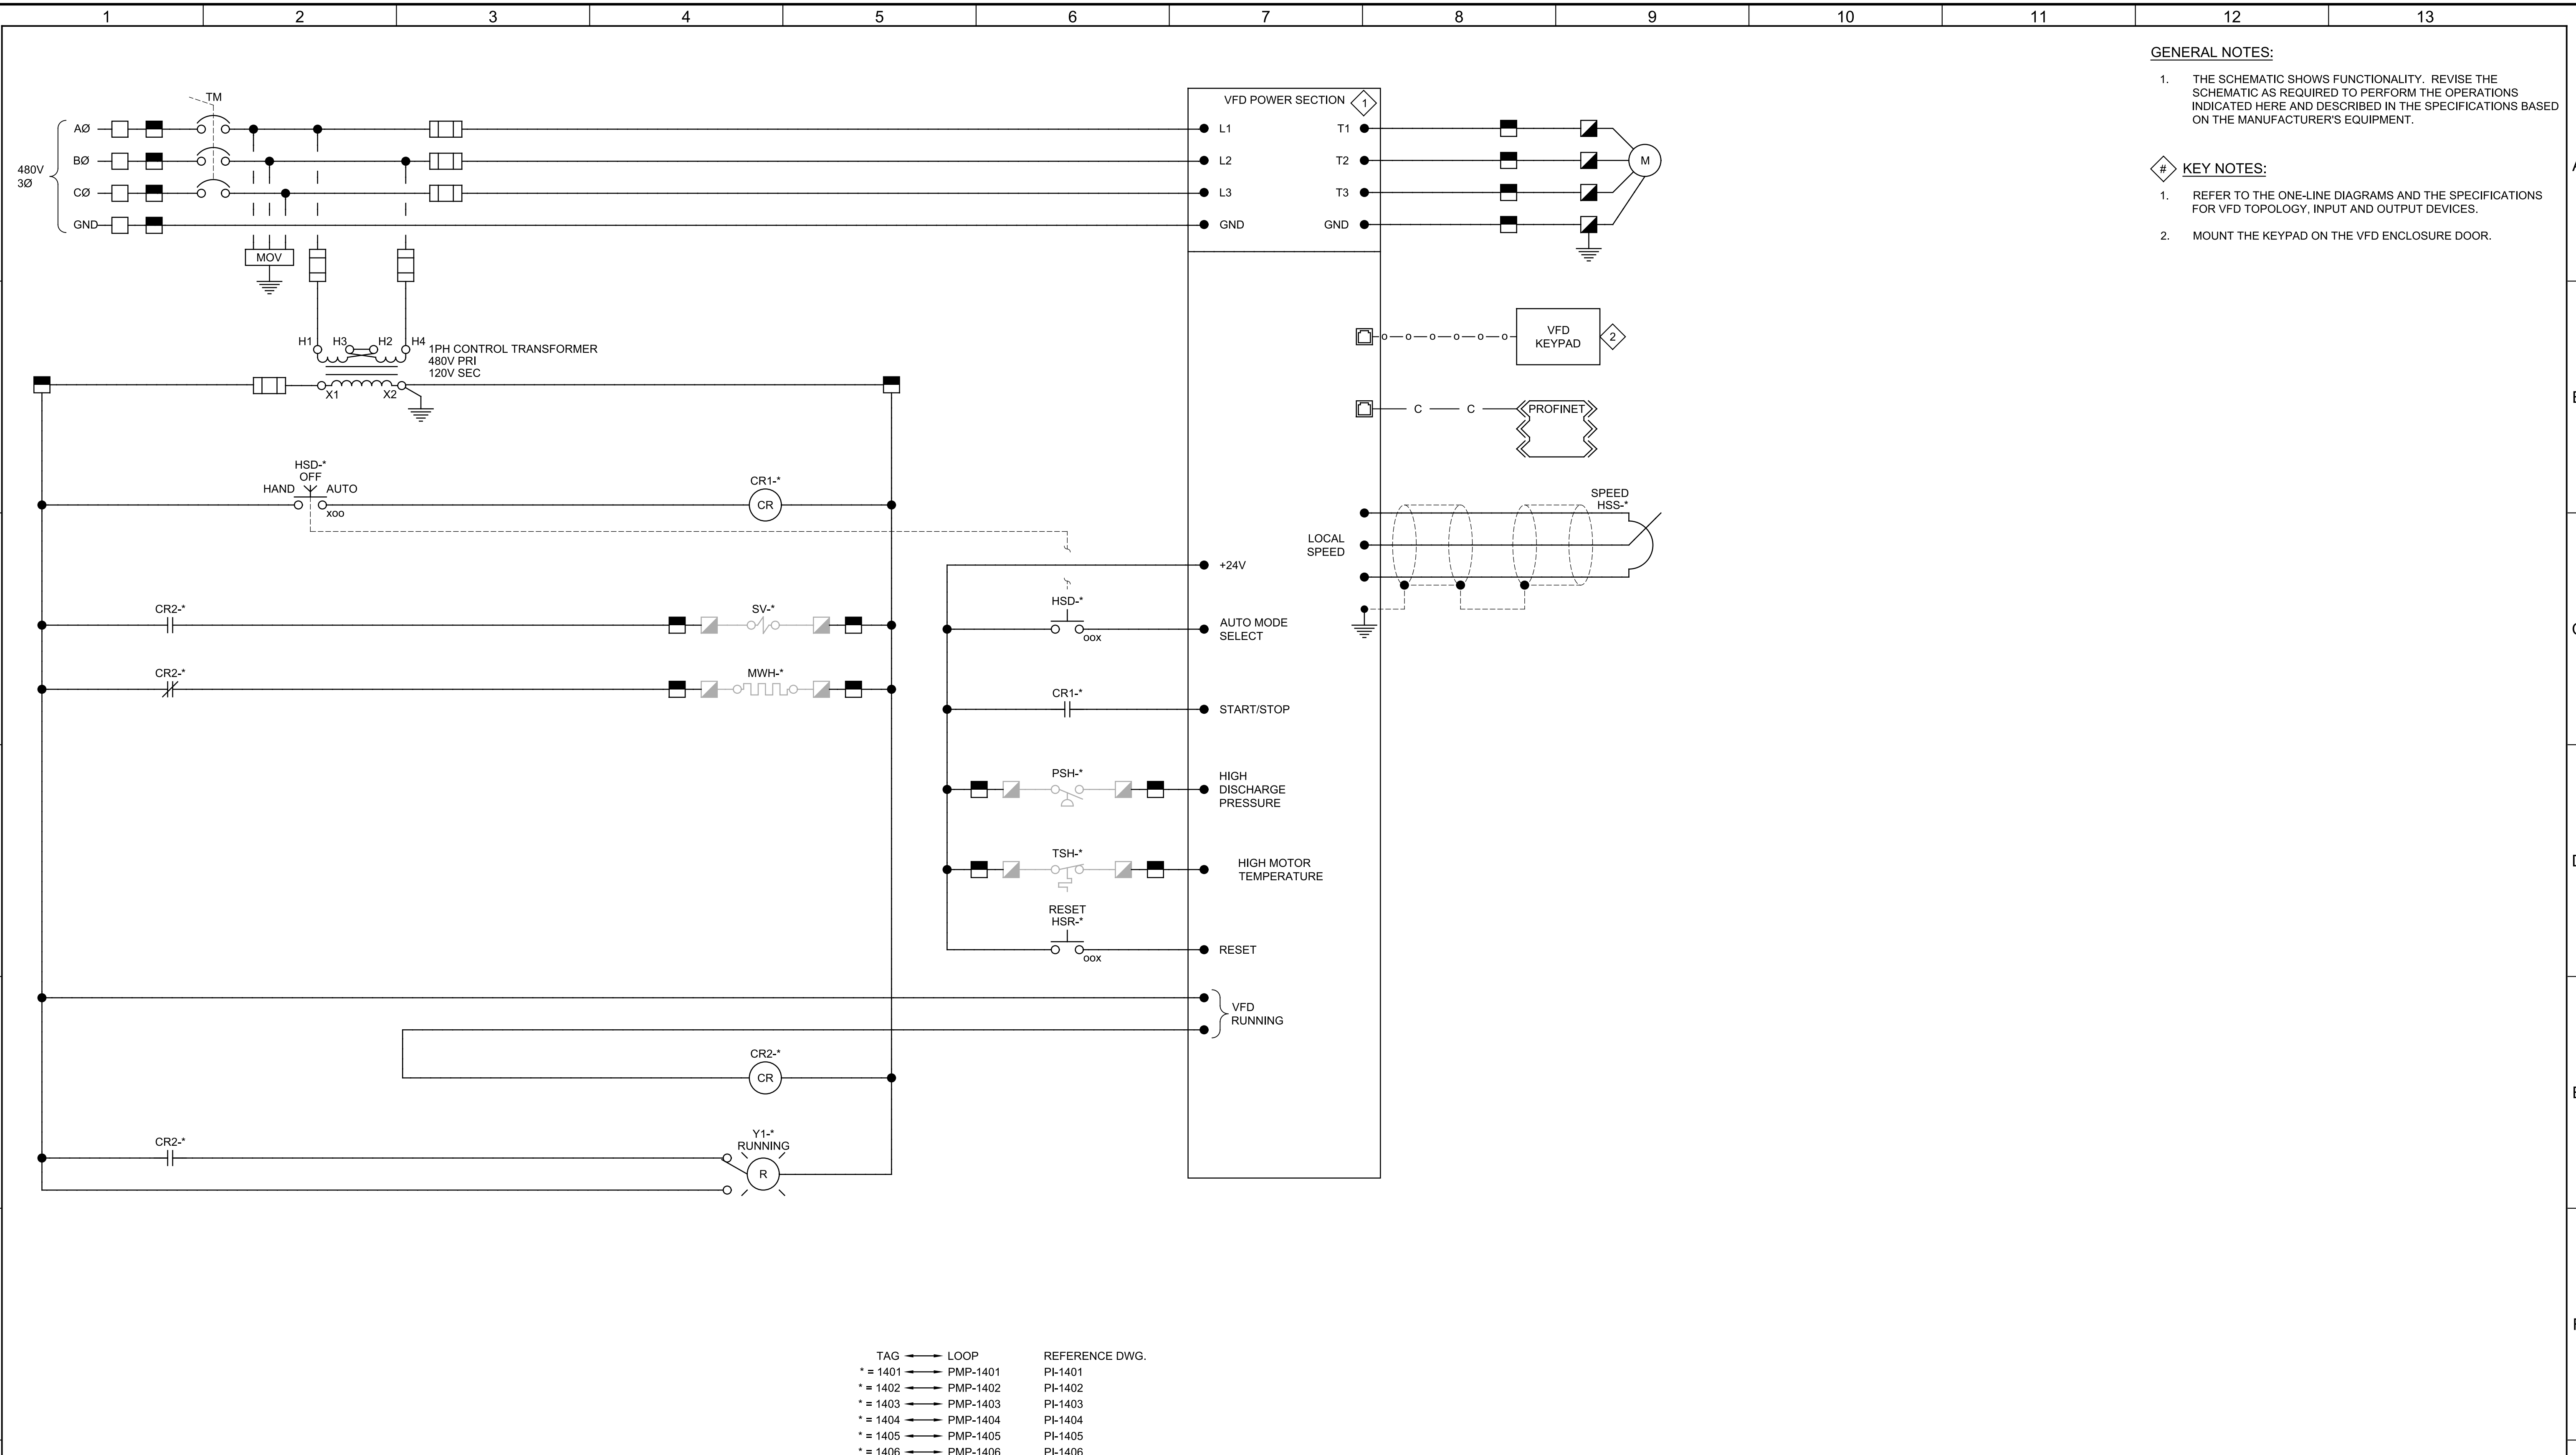 1 2 3 4 5 6 7 8 9 10 11 12 13
GENERAL NOTES:
1. THE SCHEMATIC SHOWS FUNCTIONALITY. REVISE THE
SCHEMATIC AS REQUIRED TO PERFORM THE OPERATIONS
INDICATED HERE AND DESCRIBED IN THE SPECIFICATIONS BASED
ON THE MANUFACTURER'S EQUIPMENT.
# KEY NOTES:
1. REFER TO THE ONE-LINE DIAGRAMS AND THE SPECIFICATIONS
FOR VFD TOPOLOGY, INPUT AND OUTPUT DEVICES.
2. MOUNT THE KEYPAD ON THE VFD ENCLOSURE DOOR.
TM
480V
3Ø
AØ
BØ
CØ
GND
MOV
VFD POWER SECTION 1
L1 T1
L2 T2
L3 T3
GND GND
M
H1 H3 H2 H4
1PH CONTROL TRANSFORMER
480V PRI
120V SEC
X1 X2
VFD
KEYPAD
2
C C PROFINET
HSD-*
OFF
HAND AUTO
xoo
CR1-*
CR
SPEED
HSS-*
LOCAL
SPEED
+24V
CR2-*
SV-*
HSD-*
oox
AUTO MODE
SELECT
CR2-*
MWH-*
CR1-*
START/STOP
PSH-*
HIGH
DISCHARGE
PRESSURE
TSH-*
HIGH MOTOR
TEMPERATURE
RESET
HSR-*
oox
RESET
VFD
RUNNING
CR2-*
CR
CR2-*
Y1-*
RUNNING
R
TAG LOOP REFERENCE DWG.
* = 1401 PMP-1401 PI-1401
* = 1402 PMP-1402 PI-1402
* = 1403 PMP-1403 PI-1403
* = 1404 PMP-1404 PI-1404
* = 1405 PMP-1405 PI-1405
* = 1406 PMP-1406 PI-1406